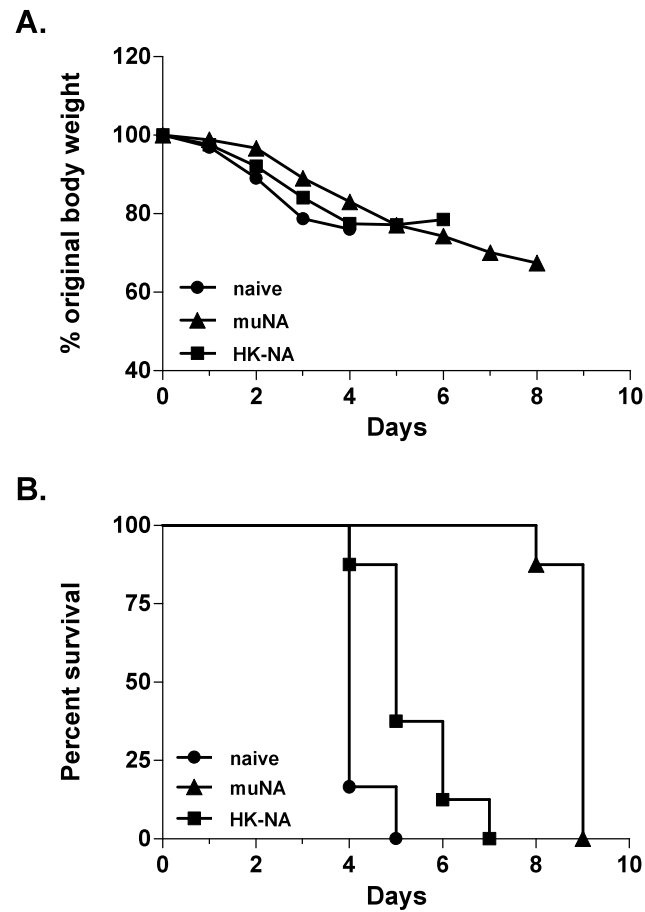 A.
% original body weight
120
100
80
60
40
naive
muNA
HK-NA
0 2 4 6 8 10
Days
B.
Percent survival
100
75
50
25
0
naive
muNA
HK-NA
0 2 4 6 8 10
Days